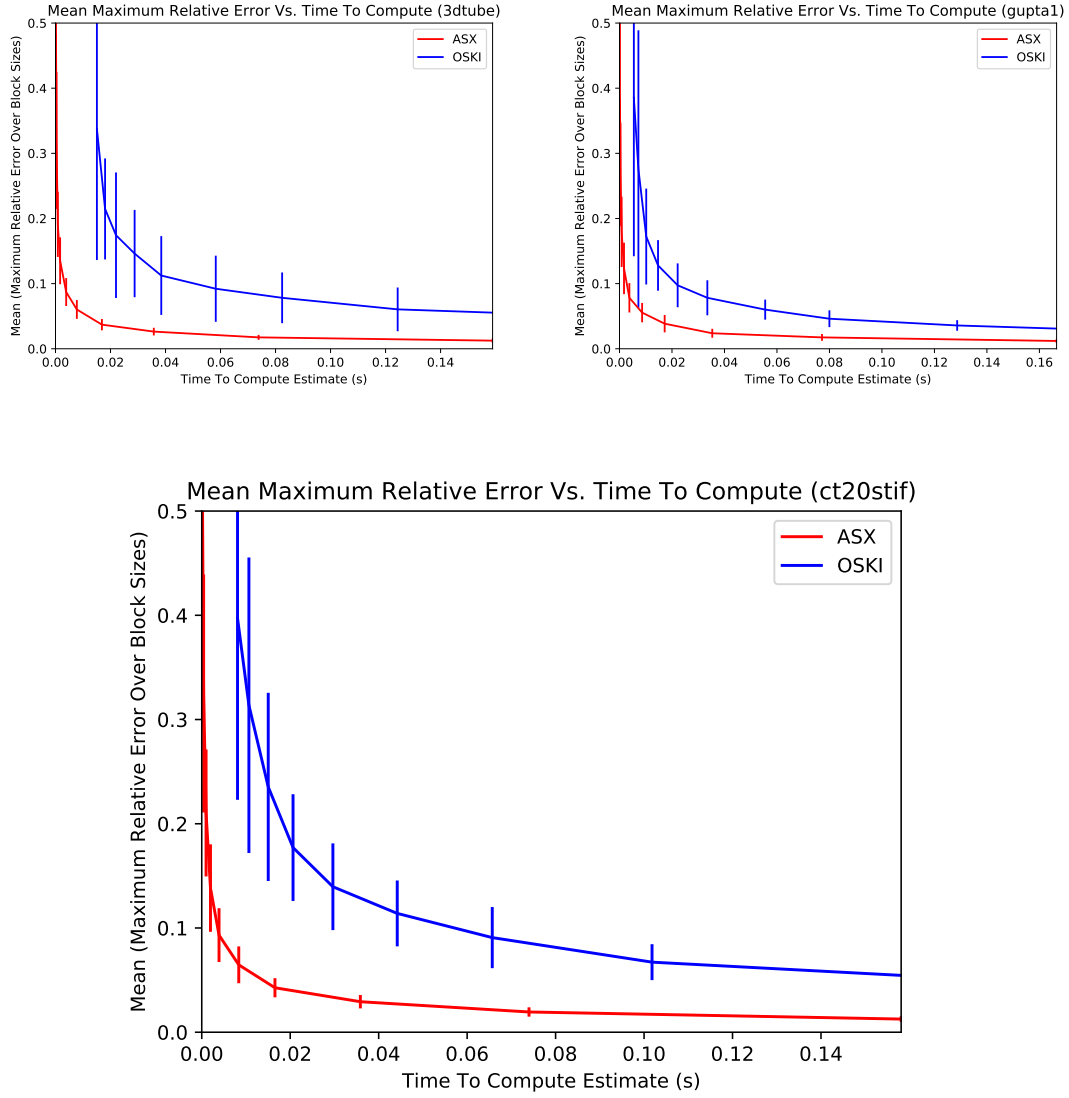 Mean Maximum Relative Error Vs. Time To Compute (3dtube)
Mean (Maximum Relative Error Over Block Sizes)
0.5
0.4
0.3
0.2
0.1
0.0
ASX
OSKI
0.00 0.02 0.04 0.06 0.08 0.10 0.12 0.14
Time To Compute Estimate (s)
Mean Maximum Relative Error Vs. Time To Compute (gupta1)
Mean (Maximum Relative Error Over Block Sizes)
0.5
0.4
0.3
0.2
0.1
0.0
ASX
OSKI
0.00 0.02 0.04 0.06 0.08 0.10 0.12 0.14 0.16
Time To Compute Estimate (s)
Mean Maximum Relative Error Vs. Time To Compute (ct20stif)
Mean (Maximum Relative Error Over Block Sizes)
0.5
0.4
0.3
0.2
0.1
0.0
ASX
OSKI
0.00 0.02 0.04 0.06 0.08 0.10 0.12 0.14
Time To Compute Estimate (s)